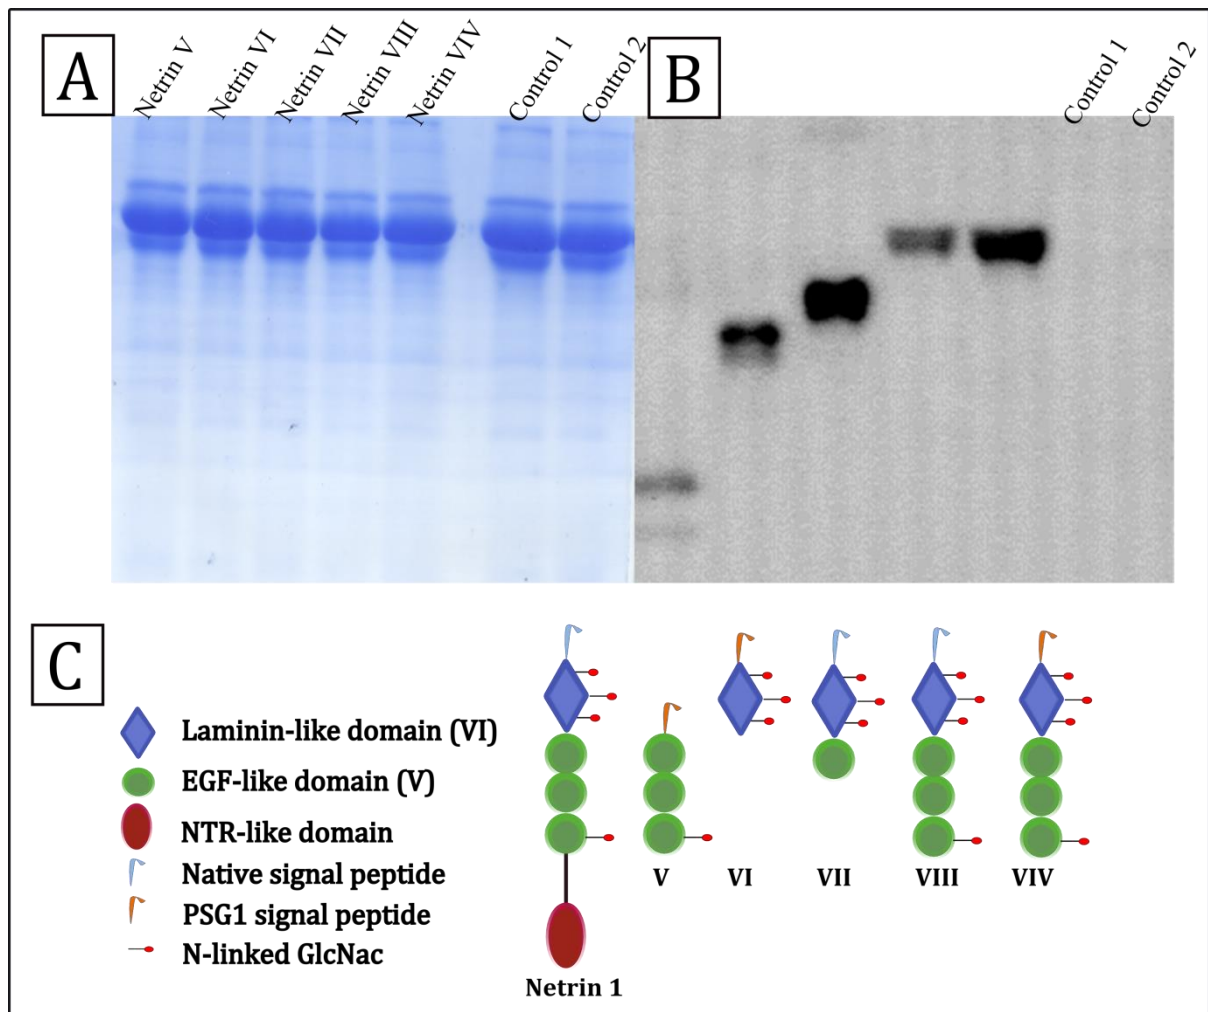 A
Netrin V
Netrin VI
Netrin VII
Netrin VIII
Netrin VIV
Control 1
Control 2
B
Control 1
Control 2
C
Laminin-like domain (VI)
EGF-like domain (V)
NTR-like domain
Native signal peptide
PSG1 signal peptide
N-linked GlcNac
Netrin 1
V
VI
VII
VIII
VIV